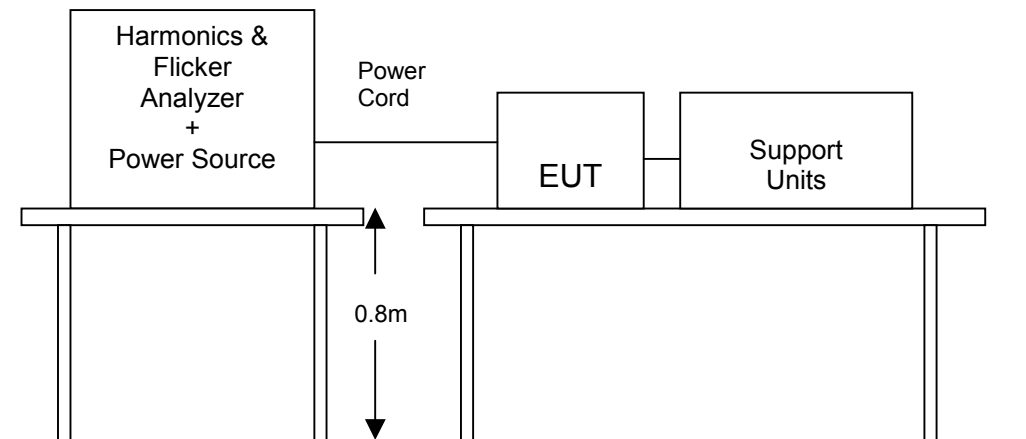 Harmonics &
Flicker
Analyzer
+
Power Source
Power
Cord
EUT
Support
Units
0.8m